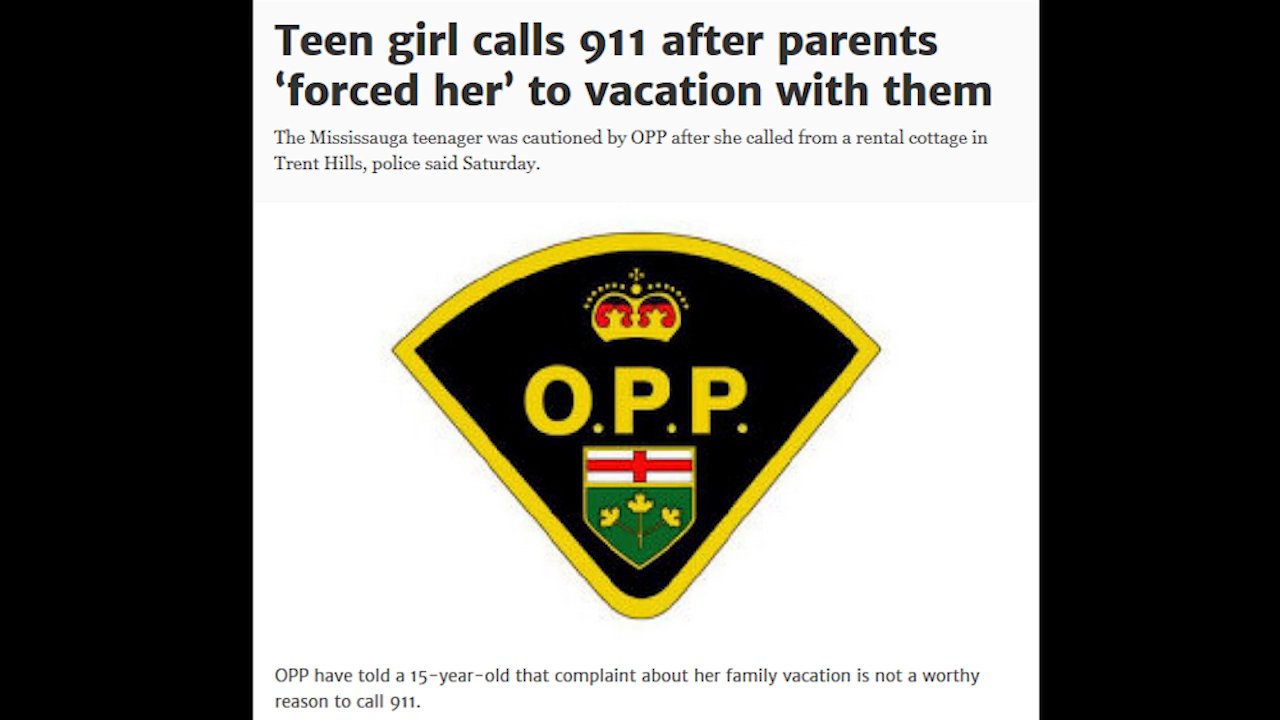 Teen girl calls 911 after parents
‘forced her’ to vacation with them
The Mississauga teenager was cautioned by OPP after she called from a rental cottage in
Trent Hills, police said Saturday.
O.P.P.
OPP have told a 15-year-old that complaint about her family vacation is not a worthy
reason to call 911.